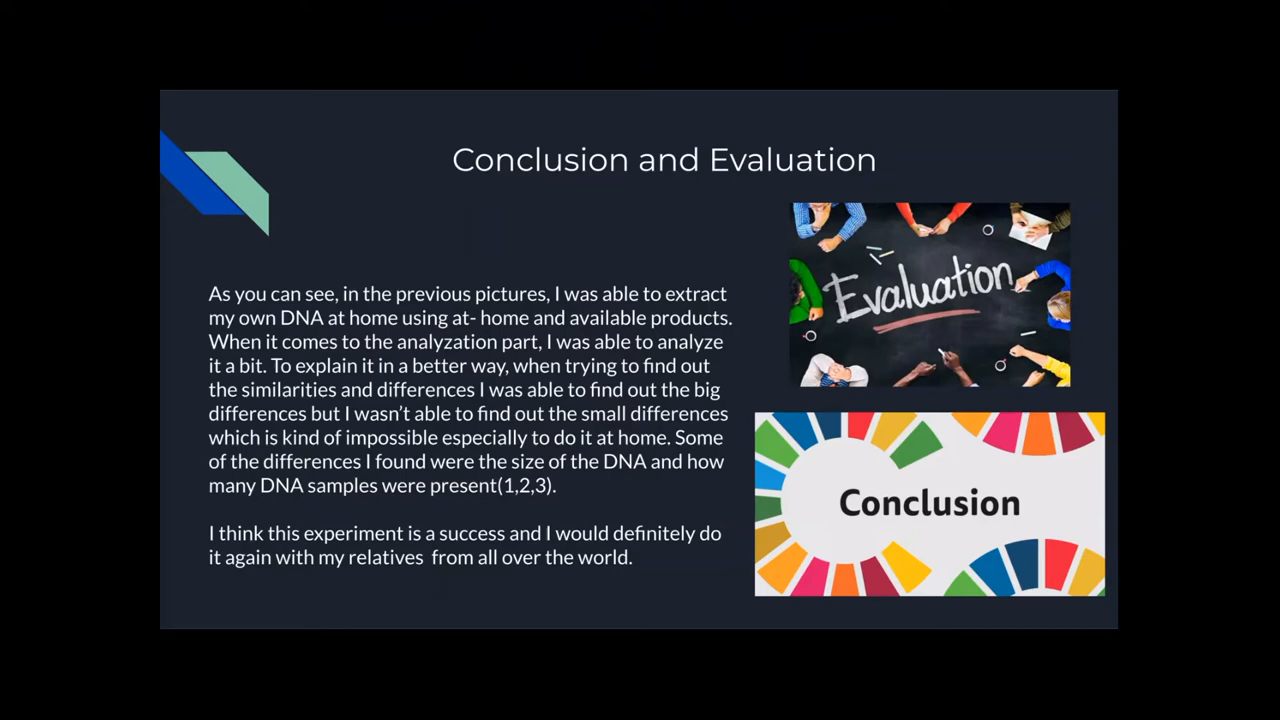 Conclusion and Evaluation
As you can see, in the previous pictures, I was able to extract
my own DNA at home using at- home and available products.
When it comes to the analyzation part, I was able to analyze
it a bit. To explain it in a better way, when trying to find out
the similarities and differences I was able to find out the big
differences but I wasn't able to find out the small differences
which is kind of impossible especially to do it at home. Some
of the differences I found were the size of the DNA and how
many DNA samples were present(1,2,3).
I think this experiment is a success and I would definitely do
it again with my relatives from all over the world.
Evaluation
Conclusion